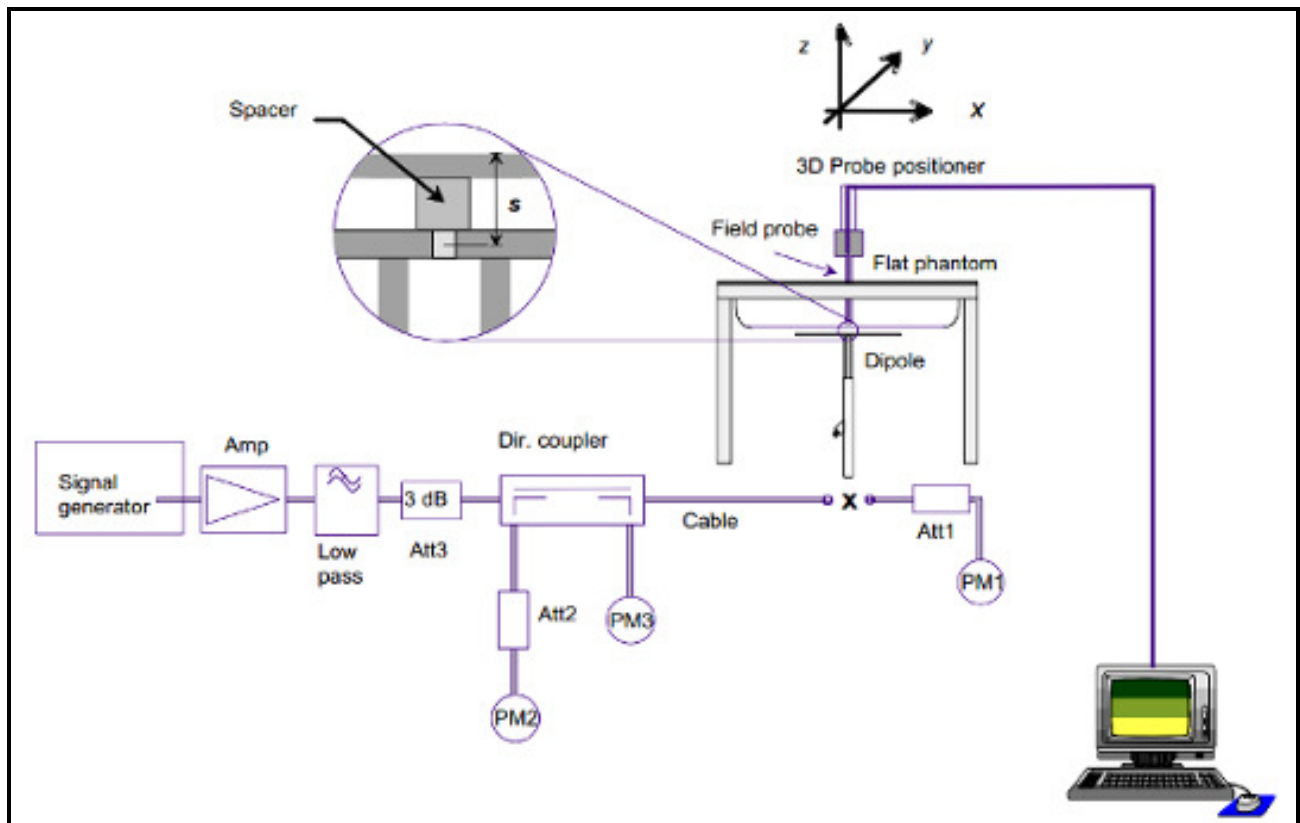 z
y
x
Spacer
s
3D Probe positioner
Field probe
Flat phantom
Dipole
Dir. coupler
Amp
Signal
generator
3 dB
x
Cable
Att1
Low
pass
Att3
PM1
Att2
PM3
PM2